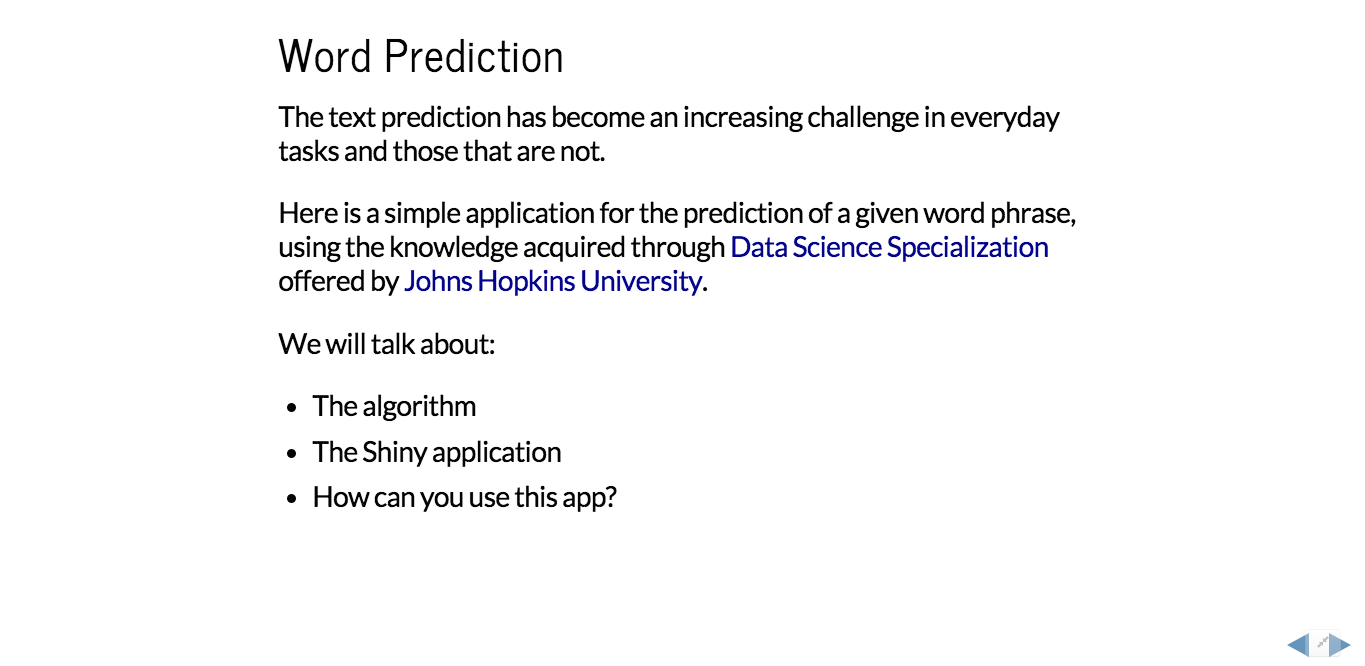 Word Prediction
The text prediction has become an increasing challenge in everyday
tasks and those that are not.
Here is a simple application for the prediction of a given word phrase,
using the knowledge acquired through Data Science Specialization
offered by Johns Hopkins University.
We will talk about:
• The algorithm
• The Shiny application
• How can you use this app?